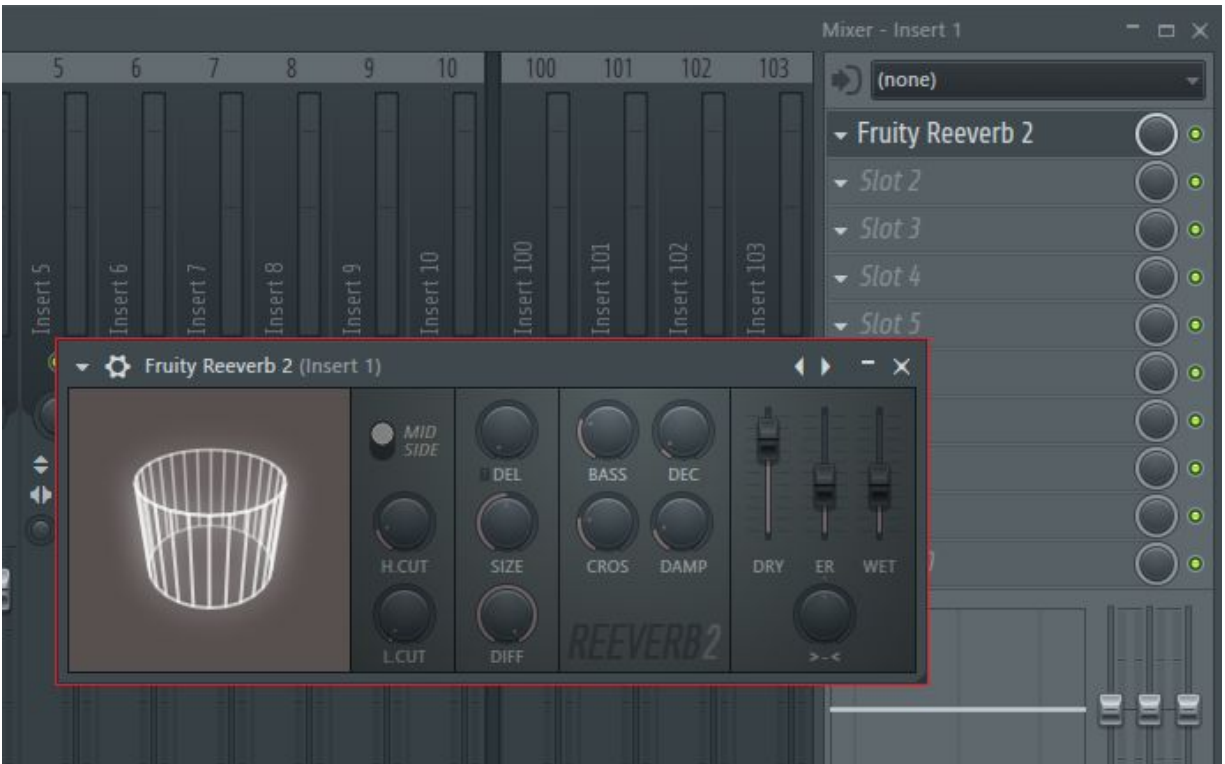 Mixer - Insert 1
5 6 7 8 9 10 100 101 102 103
(none)
Fruity Reeverb 2
Slot 2
Slot 3
Slot 4
Slot 5
Insert 5
Insert 6
Insert 7
Insert 8
Insert 9
Insert 10
Insert 100
Insert 101
Insert 102
Insert 103
Fruity Reeverb 2 (Insert 1)
MID
SIDE
DEL BASS DEC
H.CUT SIZE CROS DAMP DRY ER WET
L.CUT DIFF REEVERB2 >-<